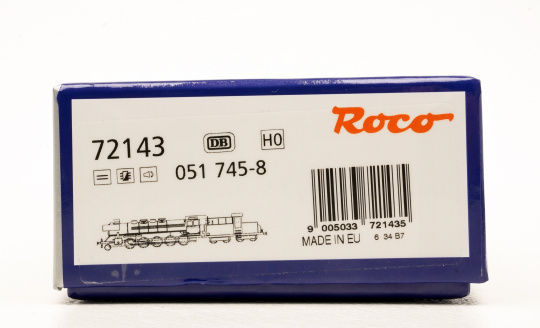 72143
DB
H0
Roco
051 745-8
9 005033 721435
MADE IN EU
6 34 B7